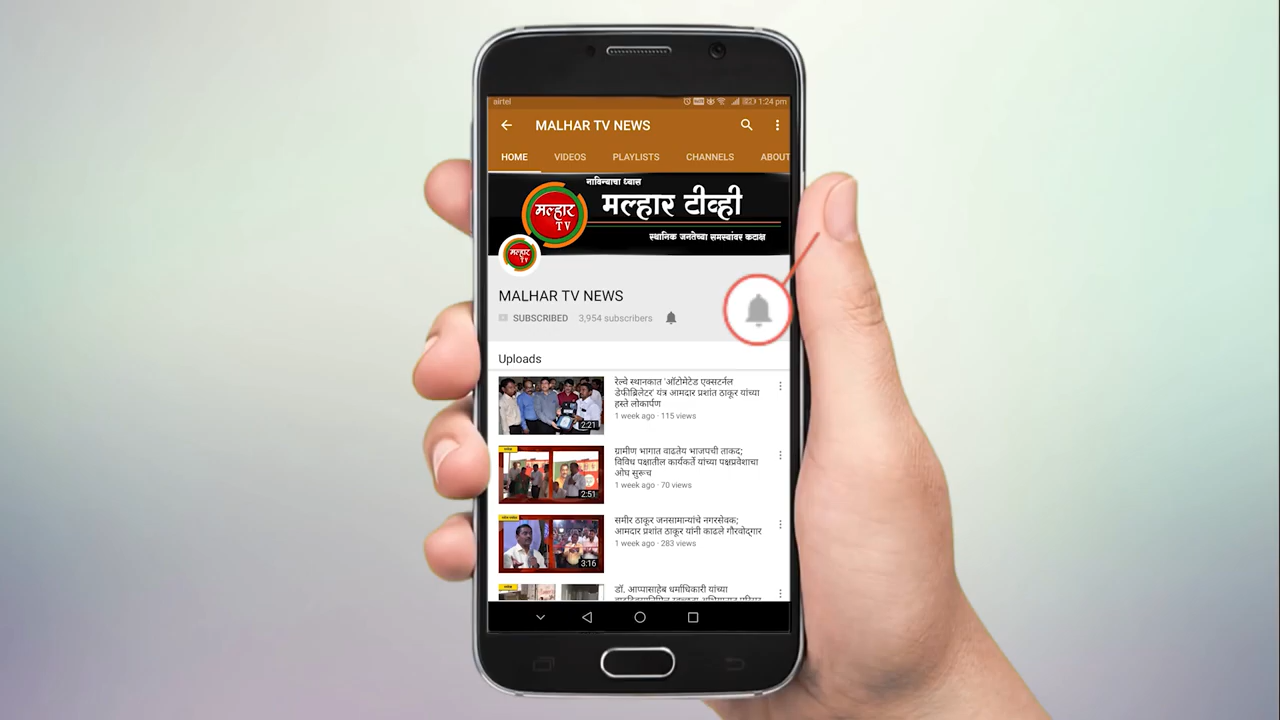 airtel
1:24 pm
MALHAR TV NEWS
HOME VIDEOS PLAYLISTS CHANNELS ABOUT
नाविन्याचा ध्यास
मल्हार टीव्ही
स्थानिक जनतेच्या समस्यांवर कटाक्ष
मल्हार
TV
मल्हार
TV
MALHAR TV NEWS
SUBSCRIBED 3,954 subscribers
Uploads
रेल्वे स्थानकात 'ऑटोमेटेड एक्सटर्नल
डेफीब्रिलेटर' यंत्र आमदार प्रशांत ठाकूर यांच्या
हस्ते लोकार्पण
1 week ago · 115 views
2:21
ग्रामीण भागात वाढतेय भाजपची ताकद;
विविध पक्षातील कार्यकर्ते यांच्या पक्षप्रवेशाचा
ओघ सुरूच
1 week ago · 70 views
2:51
समीर ठाकूर जनसामान्यांचे नगरसेवक;
आमदार प्रशांत ठाकूर यांनी काढले गौरवोद्गार
1 week ago · 283 views
3:16
डॉ. आप्पासाहेब धर्माधिकारी यांच्या